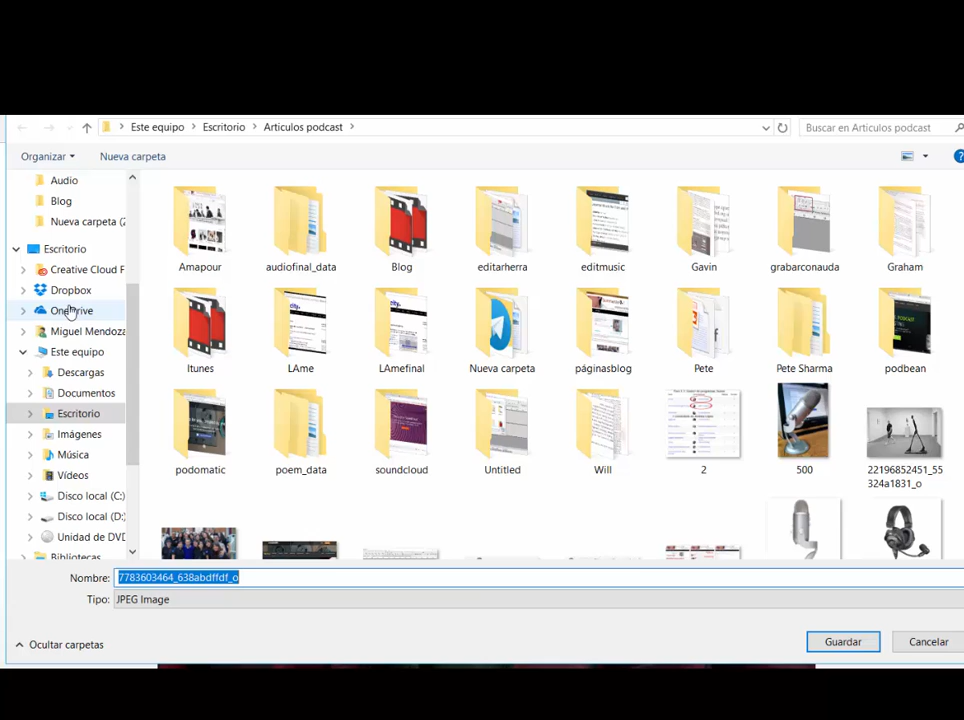 Este equipo > Escritorio > Articulos podcast >
Buscar en Articulos podcast
Organizar
Nueva carpeta
Audio
Blog
Nueva carpeta (2
Escritorio
Creative Cloud F
Dropbox
OneDrive
Miguel Mendoza
Este equipo
Descargas
Documentos
Escritorio
Imágenes
Música
Vídeos
Disco local (C:)
Disco local (D:)
Unidad de DVD
Bibliotecas
Amapour
audiofinal_data
Blog
editarherra
editmusic
Gavin
grabarconauda
Graham
Itunes
LAme
LAmefinal
Nueva carpeta
páginasblog
Pete
Pete Sharma
podbean
podomatic
poem_data
soundcloud
Untitled
Will
2
500
22196852451_55
324a1831_o
Nombre:
7783603464_638abdffdf_o
Tipo:
JPEG Image
Ocultar carpetas
Guardar
Cancelar